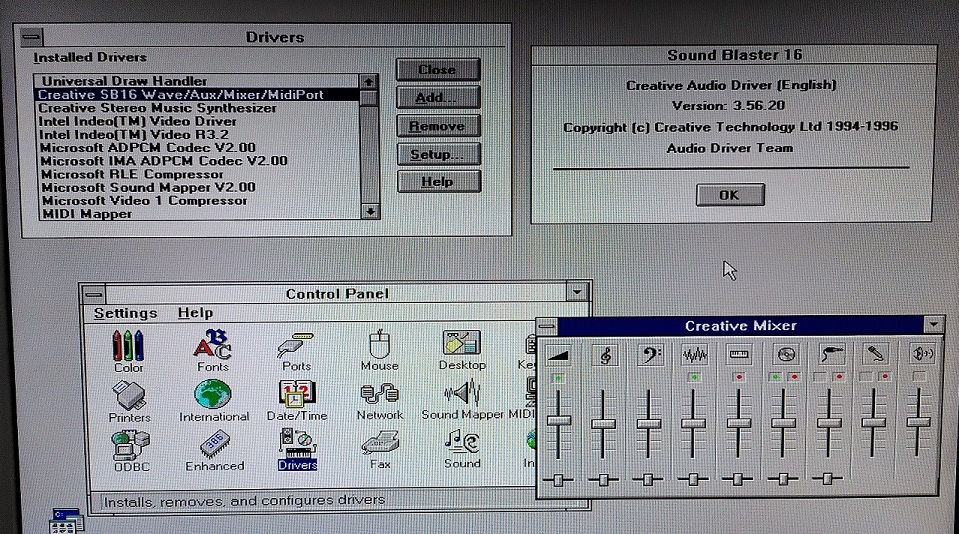 Drivers
Installed Drivers
Universal Draw Handler
Creative SB16 Wave/Aux/Mixer/MidiPort
Creative Stereo Music Synthesizer
Intel Indeo(TM) Video Driver
Intel Indeo(TM) Video R3.2
Microsoft ADPCM Codec V2.00
Microsoft IMA ADPCM Codec V2.00
Microsoft RLE Compressor
Microsoft Sound Mapper V2.00
Microsoft Video 1 Compressor
MIDI Mapper
Close
Add...
Remove
Setup...
Help
Sound Blaster 16
Creative Audio Driver (English)
Version: 3.56.20
Copyright (c) Creative Technology Ltd 1994-1996
Audio Driver Team
OK
Control Panel
Settings Help
Color Fonts Ports Mouse Desktop
Printers International Date/Time Network Sound Mapper MIDI
ODBC Enhanced Drivers Fax Sound
386
Installs, removes, and configures drivers
Creative Mixer